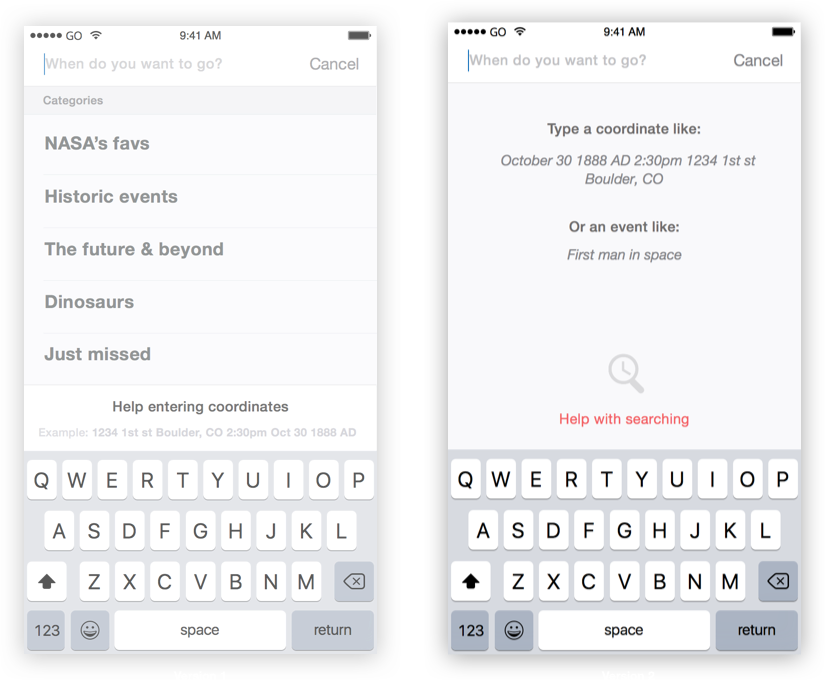 GO 9:41 AM
When do you want to go? Cancel
Categories
NASA's favs
Historic events
The future & beyond
Dinosaurs
Just missed
Help entering coordinates
Example: 1234 1st st Boulder, CO 2:30pm Oct 30 1888 AD
Q W E R T Y U I O P
A S D F G H J K L
Z X C V B N M
123 space return
GO 9:41 AM
When do you want to go? Cancel
Type a coordinate like:
October 30 1888 AD 2:30pm 1234 1st st
Boulder, CO
Or an event like:
First man in space
Help with searching
Q W E R T Y U I O P
A S D F G H J K L
Z X C V B N M
123 space return